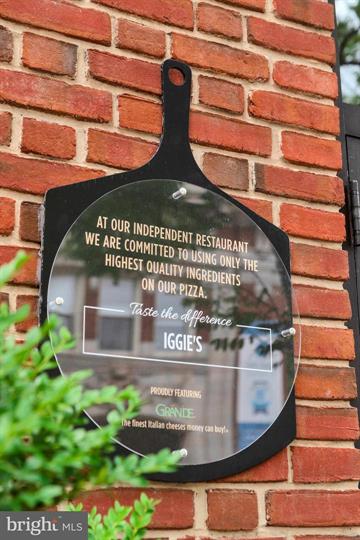 AT OUR INDEPENDENT RESTAURANT
WE ARE COMMITTED TO USING ONLY THE
HIGHEST QUALITY INGREDIENTS
ON OUR PIZZA.
Taste the difference
IGGIE'S
PROUDLY FEATURING
GRANDE
The finest Italian cheeses money can buy!
bright MLS